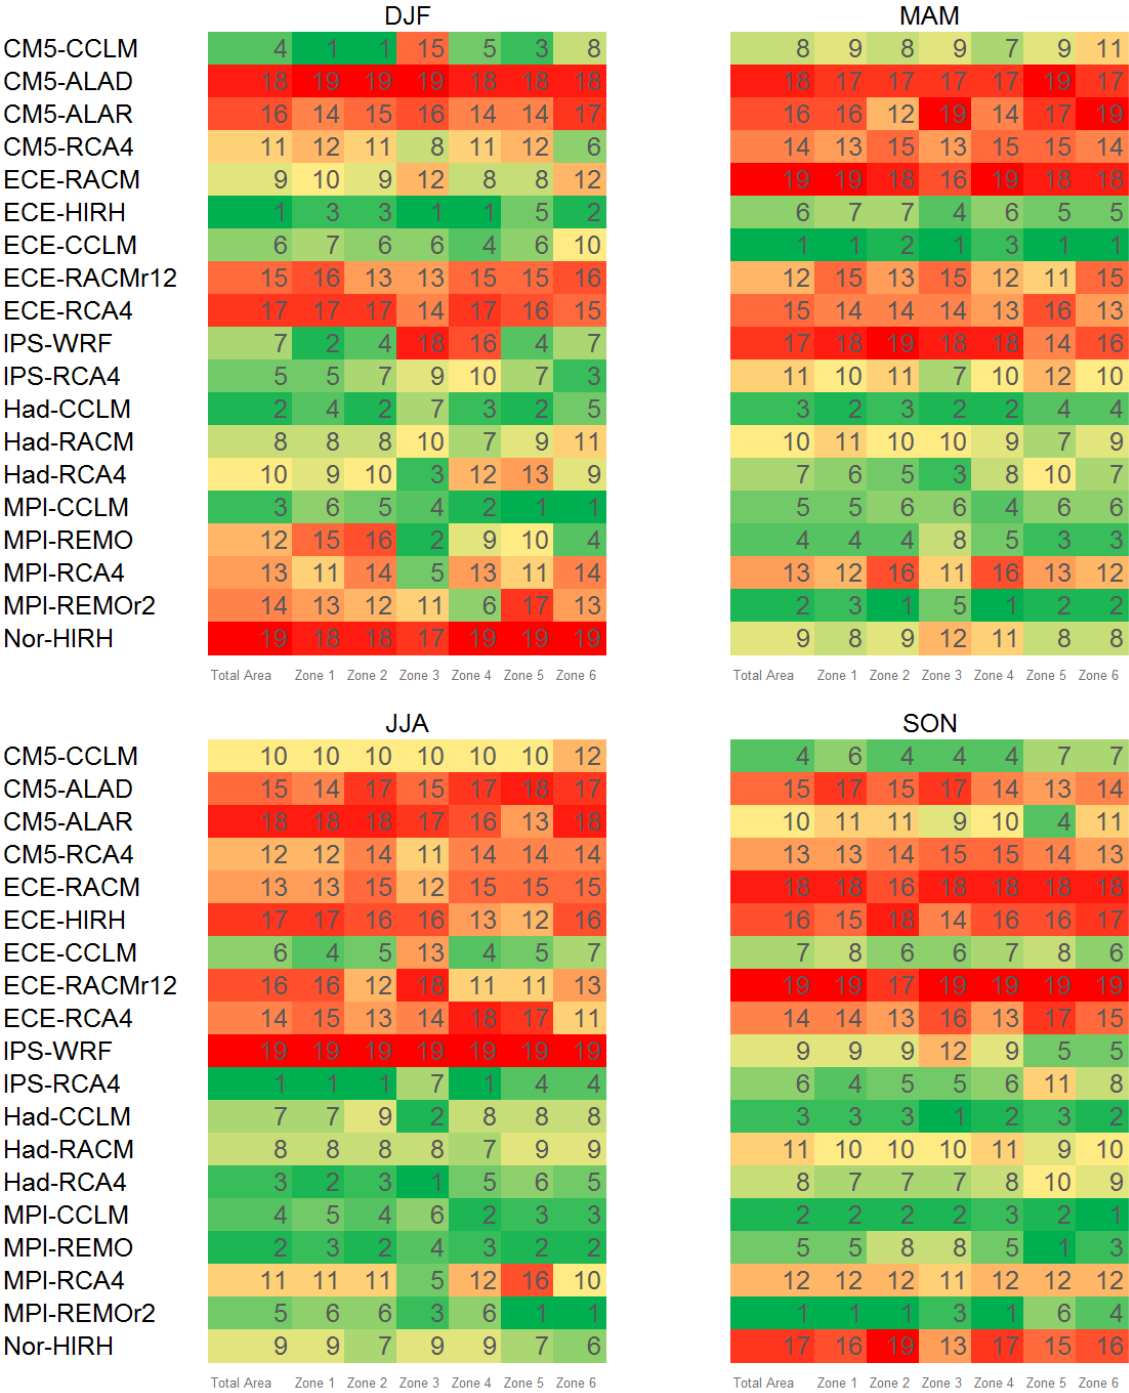 DJF MAM
CM5-CCLM 4 1 1 15 5 3 8 8 9 8 9 7 9 11
CM5-ALAD 18 19 19 19 18 18 18 18 17 17 17 17 19 17
CM5-ALAR 16 14 15 16 14 14 17 16 16 12 19 14 17 19
CM5-RCA4 11 12 11 8 11 12 6 14 13 15 13 15 15 14
ECE-RACM 9 10 9 12 8 8 12 19 19 18 16 19 18 18
ECE-HIRH 1 3 3 1 1 5 2 6 7 7 4 6 5 5
ECE-CCLM 6 7 6 6 4 6 10 1 1 2 1 3 1 1
ECE-RACMr12 15 16 13 13 15 15 16 12 15 13 15 12 11 15
ECE-RCA4 17 17 17 14 17 16 15 15 14 14 14 13 16 13
IPS-WRF 7 2 4 18 16 4 7 17 18 19 18 18 14 16
IPS-RCA4 5 5 7 9 10 7 3 11 10 11 7 10 12 10
Had-CCLM 2 4 2 7 3 2 5 3 2 3 2 2 4 4
Had-RACM 8 8 8 10 7 9 11 10 11 10 10 9 7 9
Had-RCA4 10 9 10 3 12 13 9 7 6 5 3 8 10 7
MPI-CCLM 3 6 5 4 2 1 1 5 5 6 6 4 6 6
MPI-REMO 12 15 16 2 9 10 4 4 4 4 8 5 3 3
MPI-RCA4 13 11 14 5 13 11 14 13 12 16 11 16 13 12
MPI-REMOr2 14 13 12 11 6 17 13 2 3 1 5 1 2 2
Nor-HIRH 19 18 18 17 19 19 19 9 8 9 12 11 8 8
Total Area Zone 1 Zone 2 Zone 3 Zone 4 Zone 5 Zone 6 Total Area Zone 1 Zone 2 Zone 3 Zone 4 Zone 5 Zone 6
JJA SON
CM5-CCLM 10 10 10 10 10 10 12 4 6 4 4 4 7 7
CM5-ALAD 15 14 17 15 17 18 17 15 17 15 17 14 13 14
CM5-ALAR 18 18 18 17 16 13 18 10 11 11 9 10 4 11
CM5-RCA4 12 12 14 11 14 14 14 13 13 14 15 15 14 13
ECE-RACM 13 13 15 12 15 15 15 18 18 16 18 18 18 18
ECE-HIRH 17 17 16 16 13 12 16 16 15 18 14 16 16 17
ECE-CCLM 6 4 5 13 4 5 7 7 8 6 6 7 8 6
ECE-RACMr12 16 16 12 18 11 11 13 19 19 17 19 19 19 19
ECE-RCA4 14 15 13 14 18 17 11 14 14 13 16 13 17 15
IPS-WRF 19 19 19 19 19 19 19 9 9 9 12 9 5 5
IPS-RCA4 1 1 1 7 1 4 4 6 4 5 5 6 11 8
Had-CCLM 7 7 9 2 8 8 8 3 3 3 1 2 3 2
Had-RACM 8 8 8 8 7 9 9 11 10 10 10 11 9 10
Had-RCA4 3 2 3 1 5 6 5 8 7 7 7 8 10 9
MPI-CCLM 4 5 4 6 2 3 3 2 2 2 2 3 2 1
MPI-REMO 2 3 2 4 3 2 2 5 5 8 8 5 1 3
MPI-RCA4 11 11 11 5 12 16 10 12 12 12 11 12 12 12
MPI-REMOr2 5 6 6 3 6 1 1 1 1 1 3 1 6 4
Nor-HIRH 9 9 7 9 9 7 6 17 16 19 13 17 15 16
Total Area Zone 1 Zone 2 Zone 3 Zone 4 Zone 5 Zone 6 Total Area Zone 1 Zone 2 Zone 3 Zone 4 Zone 5 Zone 6